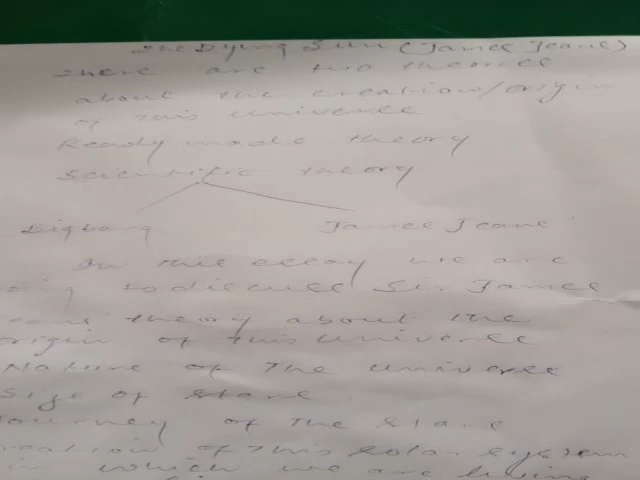 The Dying Sun (James Jeans)
There are two theories
about the creation/origin
of this universe
Ready made theory
Scientific theory
Bigbang James Jeans
In this essay we are
to discuss Sir James
theory about the
origin of this universe
Nature of the universe
Size of stars
Journey of the stars
of this solar system
in which we are living